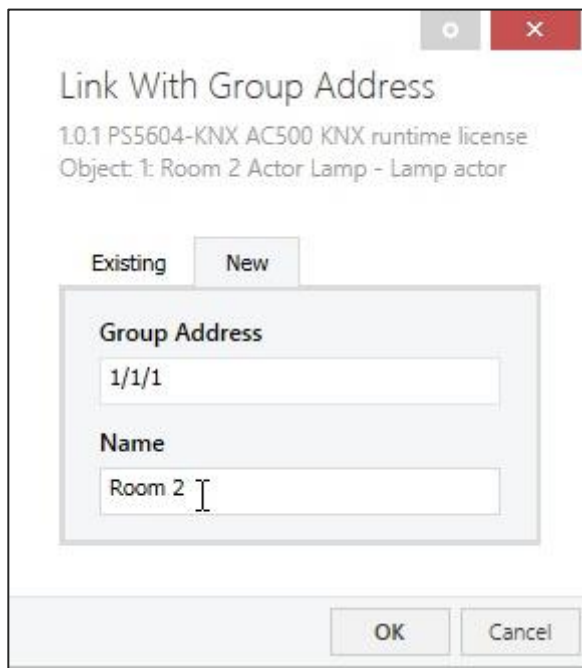 Link With Group Address
1.0.1 PS5604-KNX AC500 KNX runtime license
Object: 1: Room 2 Actor Lamp - Lamp actor
Existing New
Group Address
1/1/1
Name
Room 2
OK Cancel